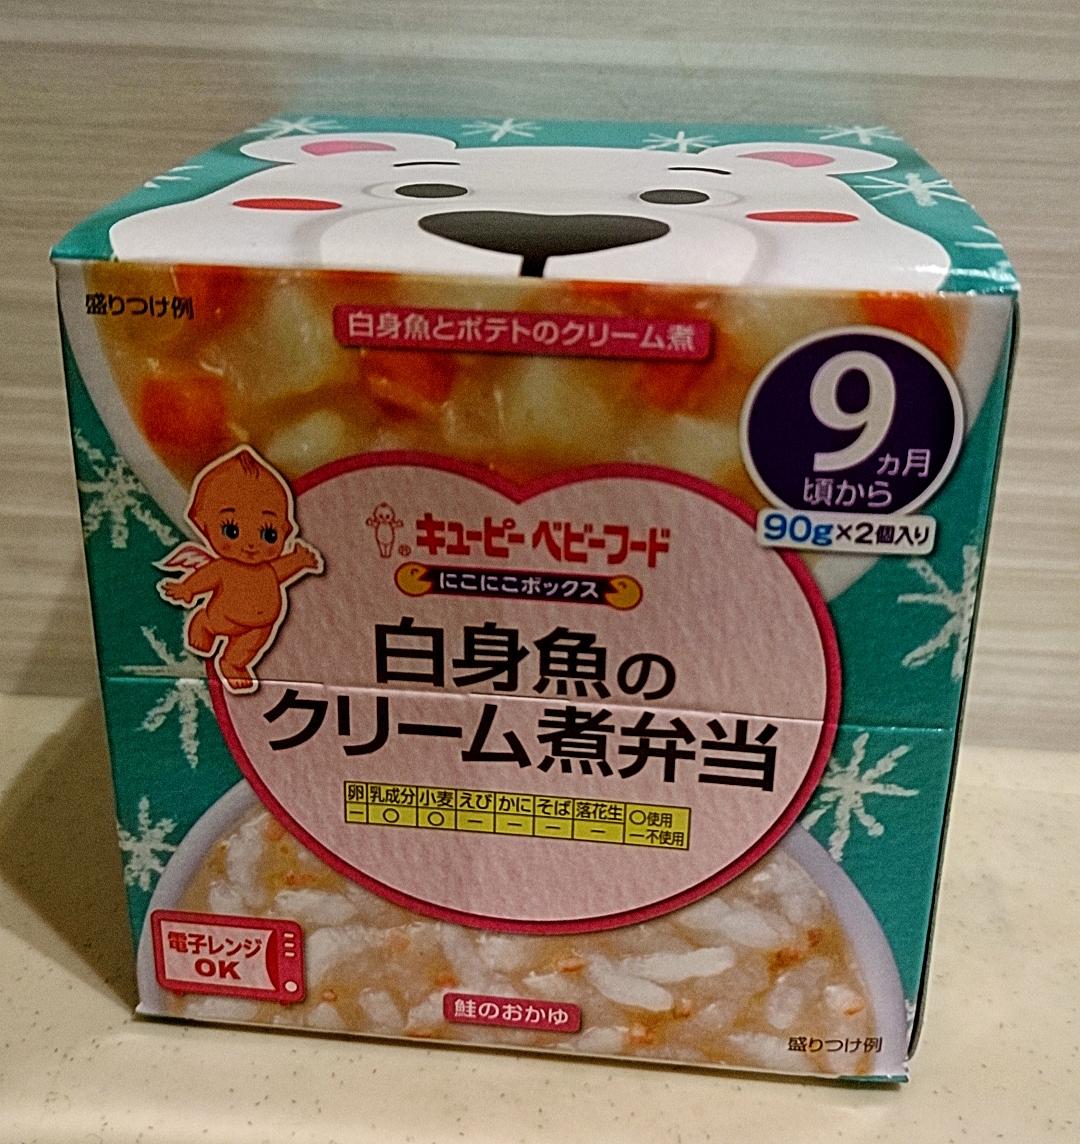 盛りつけ例
白身魚とポテトのクリーム煮
9
ヵ月
頃から
90g×2個入り
® キューピー ベビーフード
にこにこボックス
白身魚の
クリーム煮弁当
卵 乳成分 小麦 えび かに そば 落花生 ○使用
ー ○ ○ ー ー ー ー ー不使用
電子レンジ
OK
鮭のおかゆ
盛りつけ例